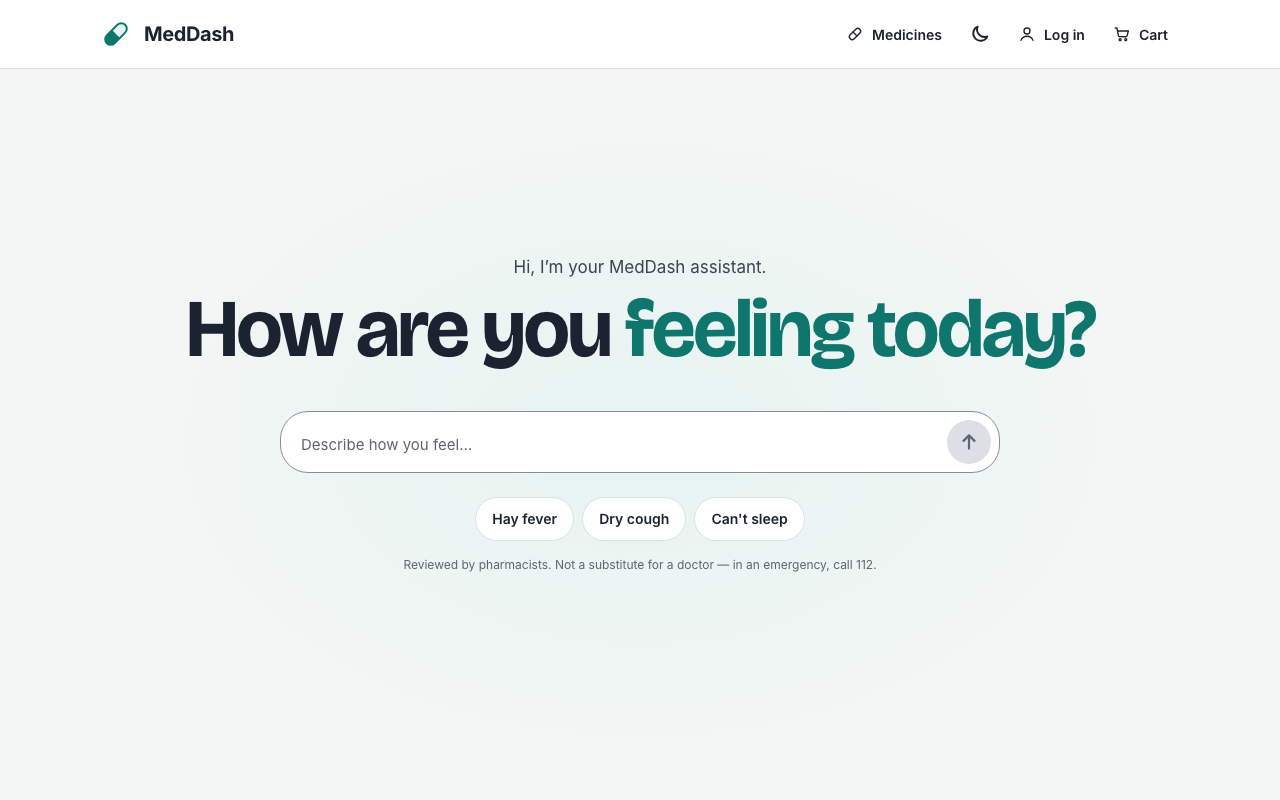 MedDash
Medicines
Log in
Cart
Hi, I’m your MedDash assistant.
How are you feeling today?
Describe how you feel...
Hay fever
Dry cough
Can't sleep
Reviewed by pharmacists. Not a substitute for a doctor — in an emergency, call 112.